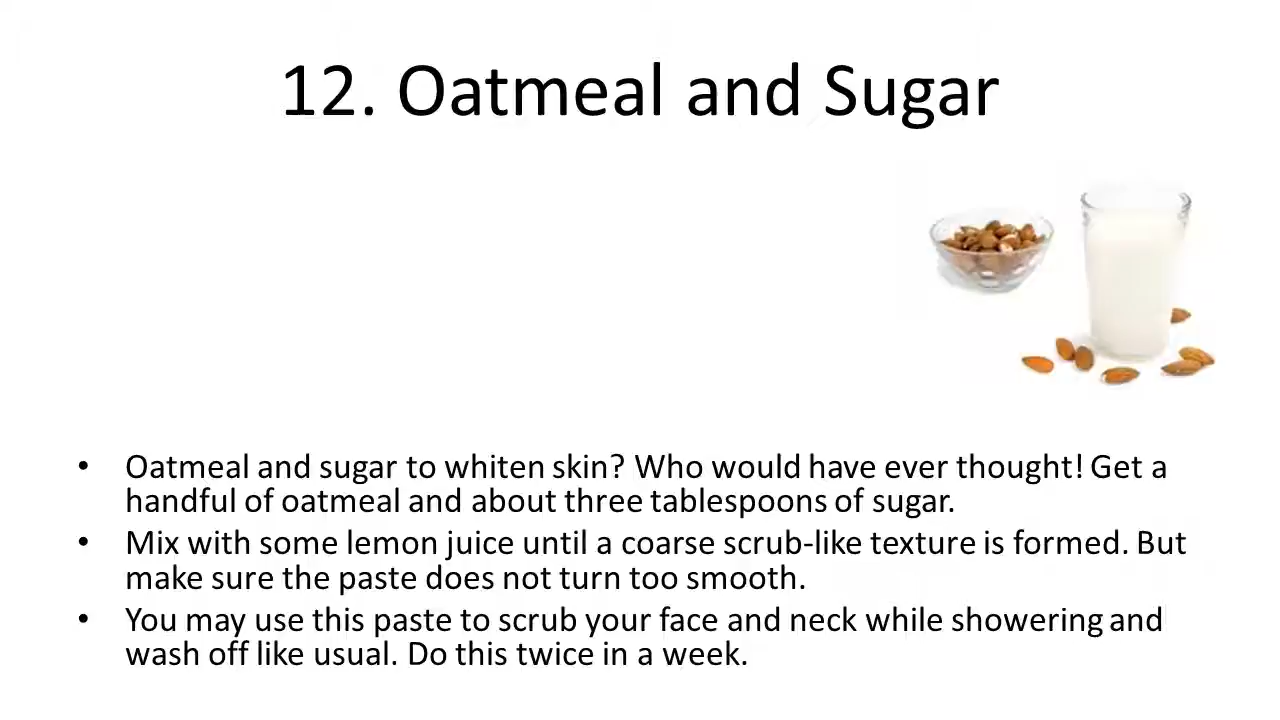 12. Oatmeal and Sugar
• Oatmeal and sugar to whiten skin? Who would have ever thought! Get a
handful of oatmeal and about three tablespoons of sugar.
• Mix with some lemon juice until a coarse scrub-like texture is formed. But
make sure the paste does not turn too smooth.
• You may use this paste to scrub your face and neck while showering and
wash off like usual. Do this twice in a week.